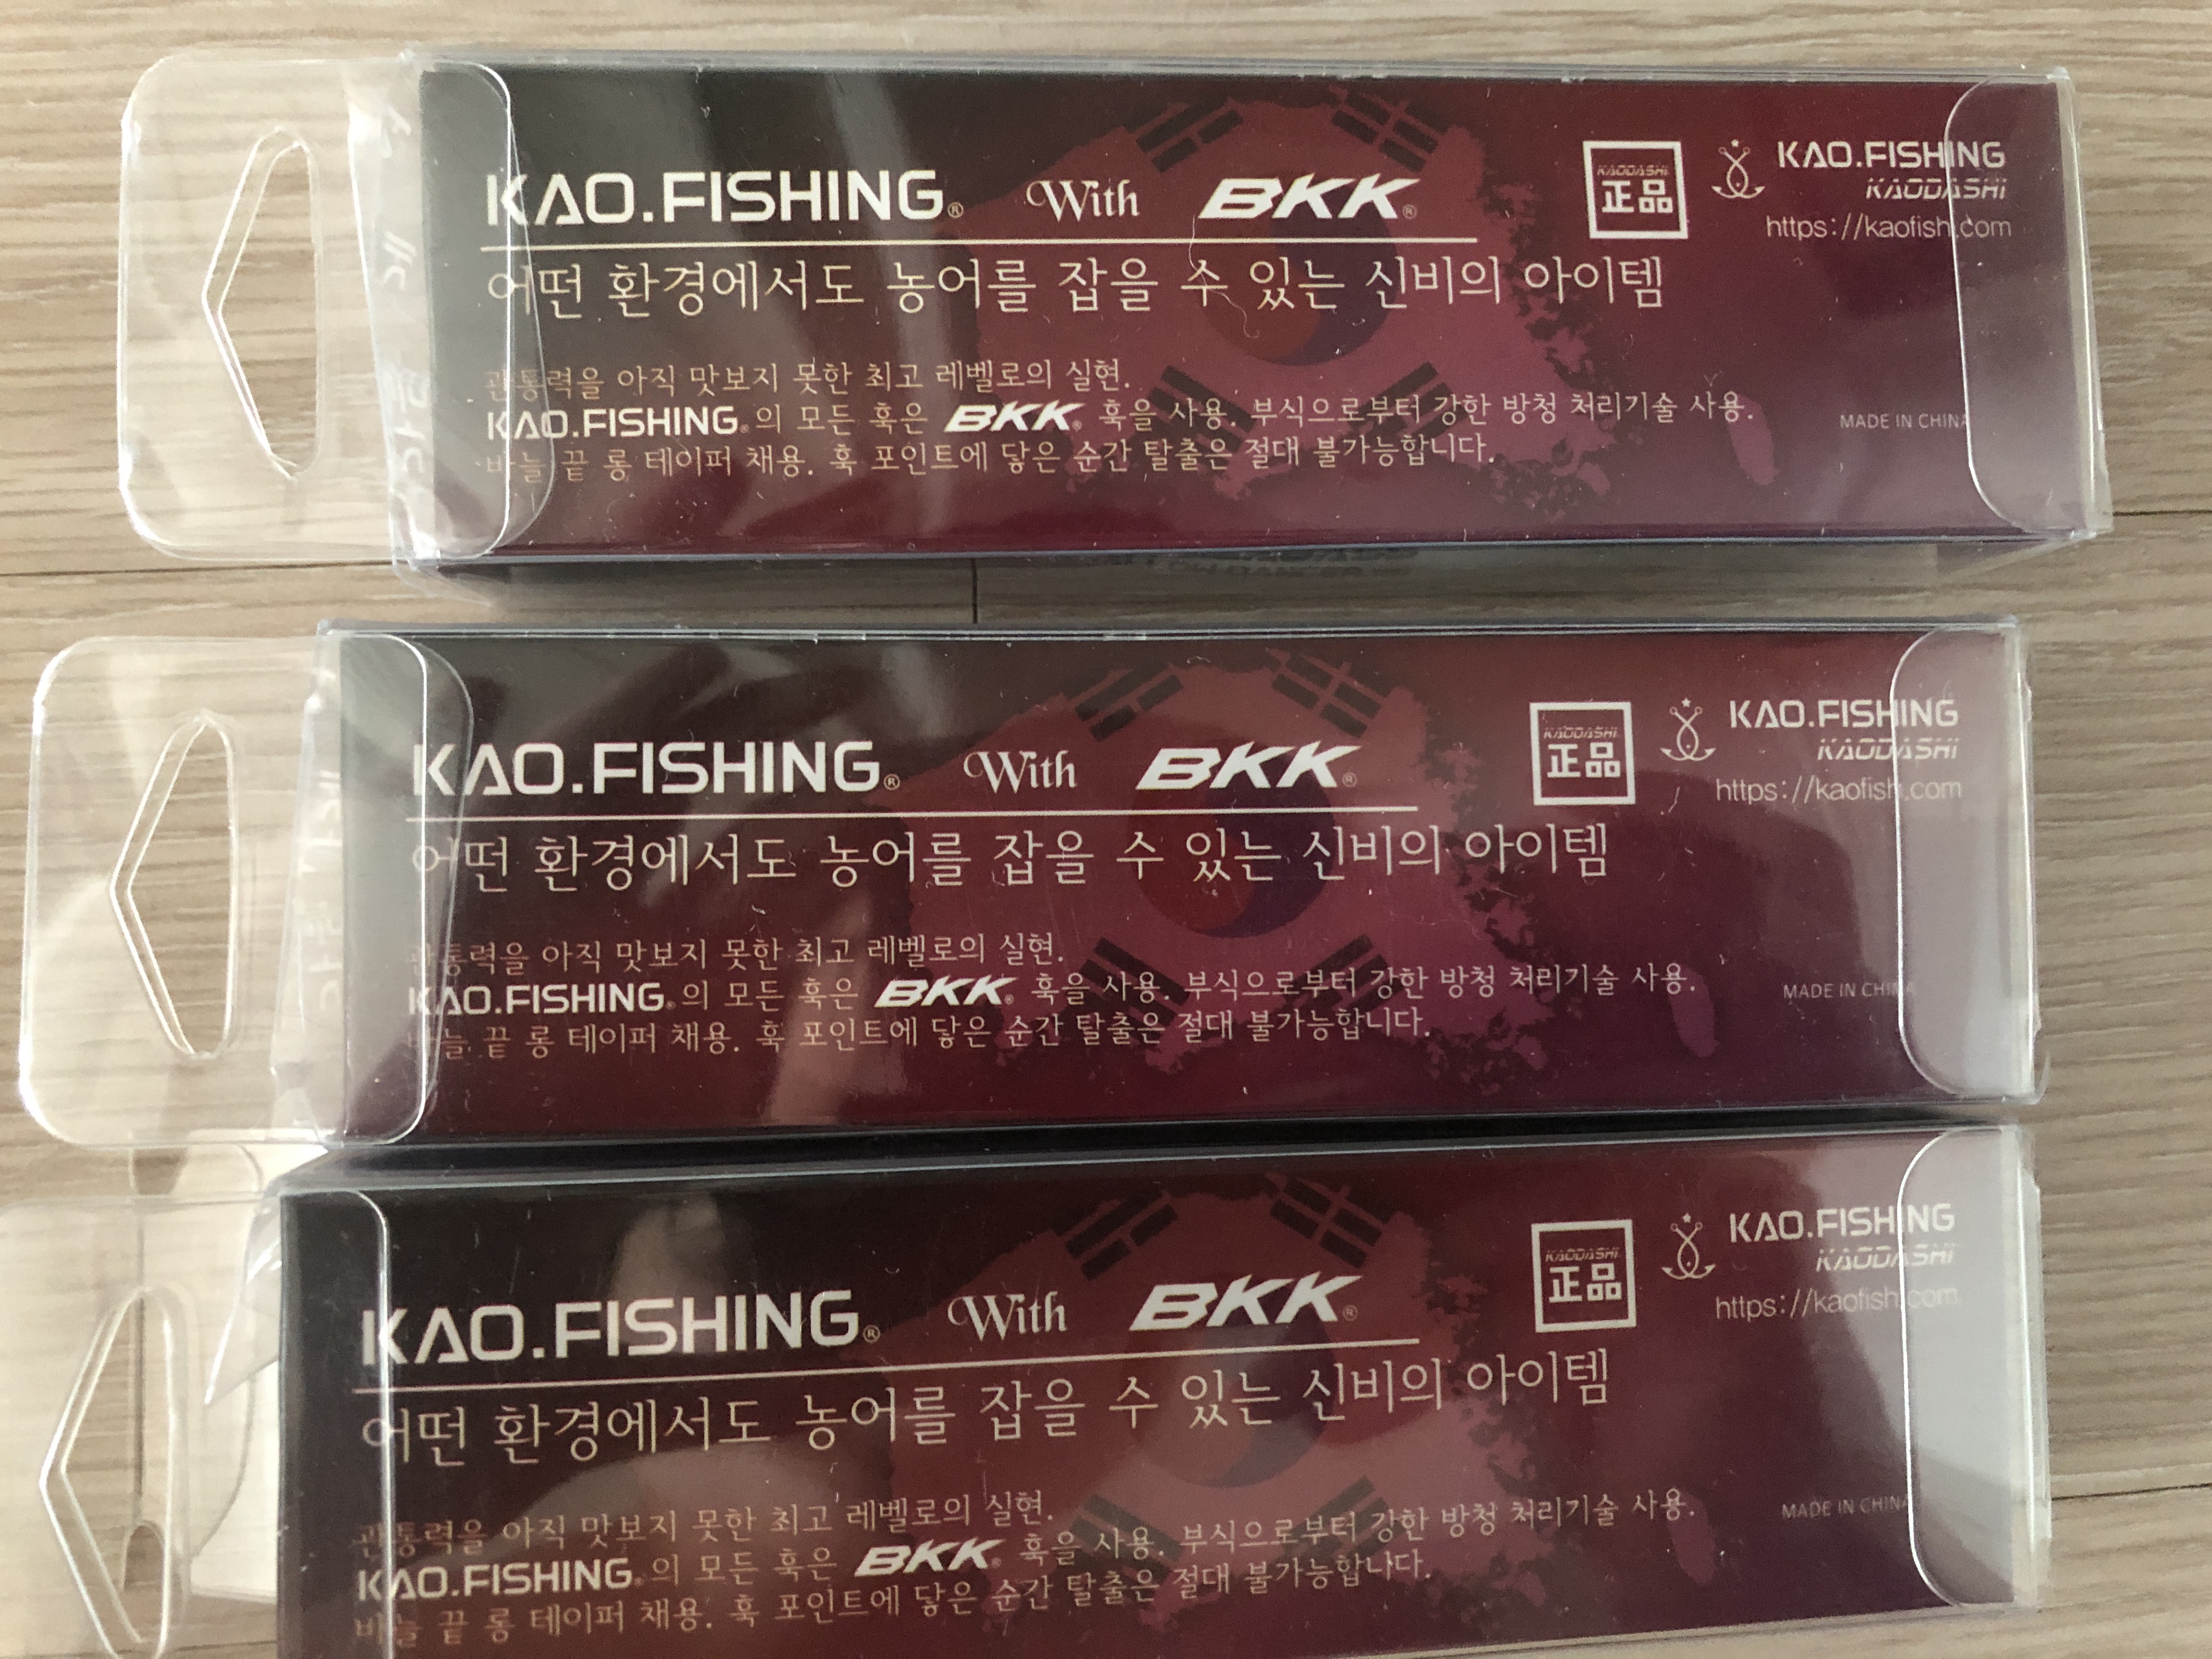 KAO.FISHING® With BKK®
KAODASHI
正品
KAO.FISHING
KAODASHI
https://kaofish.com
어떤 환경에서도 농어를 잡을 수 있는 신비의 아이템
관통력을 아직 맛보지 못한 최고 레벨로의 실현.
KAO.FISHING®의 모든 훅은 BKK® 훅을 사용. 부식으로부터 강한 방청 처리기술 사용.
바늘 끝 롱 테이퍼 채용. 훅 포인트에 닿은 순간 탈출은 절대 불가능합니다.
MADE IN CHINA
KAO.FISHING® With BKK®
KAODASHI
正品
KAO.FISHING
KAODASHI
https://kaofish.com
어떤 환경에서도 농어를 잡을 수 있는 신비의 아이템
관통력을 아직 맛보지 못한 최고 레벨로의 실현.
KAO.FISHING®의 모든 훅은 BKK® 훅을 사용. 부식으로부터 강한 방청 처리기술 사용.
바늘 끝 롱 테이퍼 채용. 훅 포인트에 닿은 순간 탈출은 절대 불가능합니다.
MADE IN CHINA
KAO.FISHING® With BKK®
KAODASHI
正品
KAO.FISHING
KAODASHI
https://kaofish.com
어떤 환경에서도 농어를 잡을 수 있는 신비의 아이템
관통력을 아직 맛보지 못한 최고 레벨로의 실현.
KAO.FISHING®의 모든 훅은 BKK® 훅을 사용. 부식으로부터 강한 방청 처리기술 사용.
바늘 끝 롱 테이퍼 채용. 훅 포인트에 닿은 순간 탈출은 절대 불가능합니다.
MADE IN CHINA